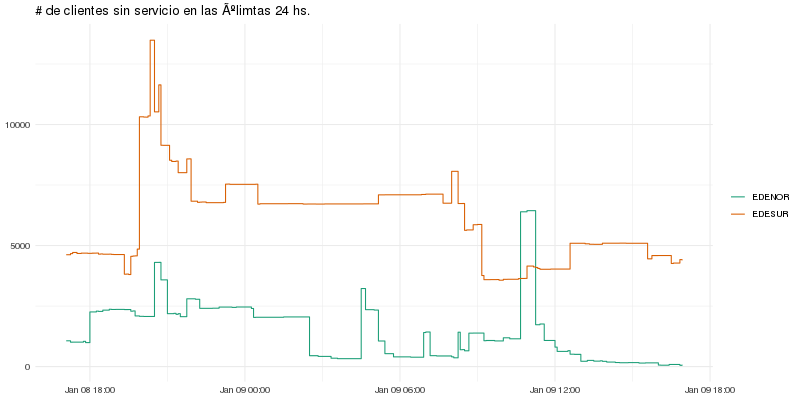 # de clientes sin servicio en las Ãºlimtas 24 hs.
10000
5000
0
Jan 08 18:00
Jan 09 00:00
Jan 09 06:00
Jan 09 12:00
Jan 09 18:00
EDENOR
EDESUR